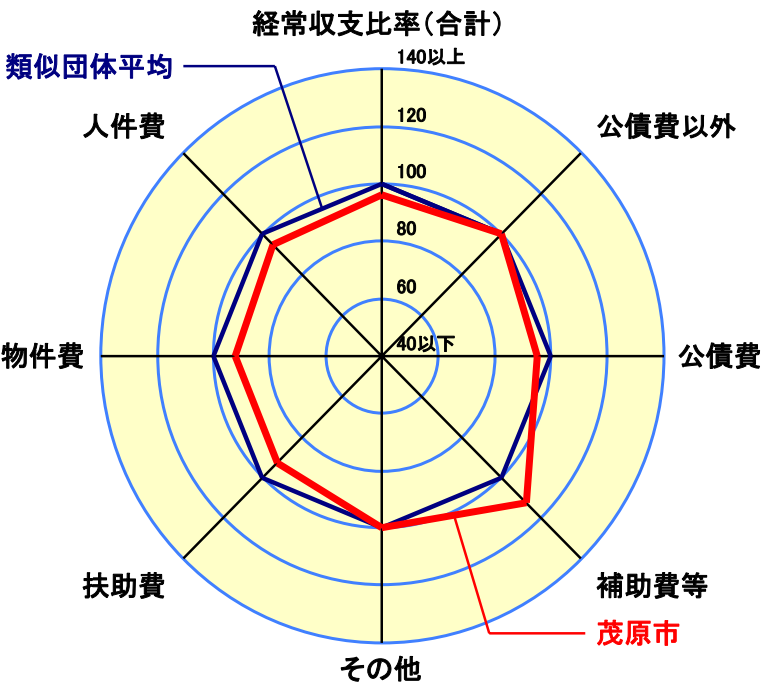 経常収支比率（合計）
140以上
類似団体平均
人件費
120
公債費以外
100
80
60
40以下
物件費
公債費
扶助費
補助費等
茂原市
その他